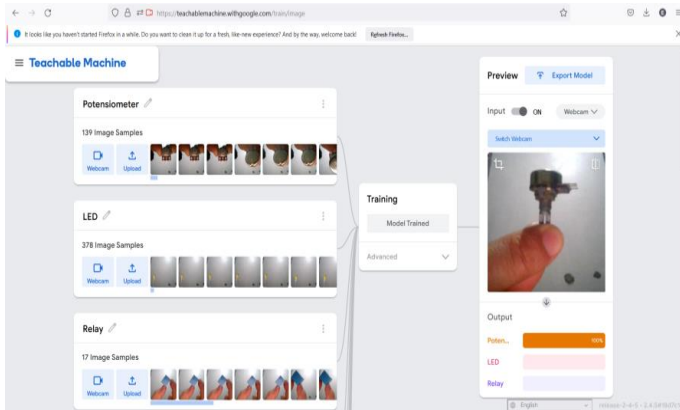 https://teachablemachine.withgoogle.com/train/image
It looks like you haven't started Firefox in a while. Do you want to clean it up for a fresh, like-new experience? And by the way, welcome back!
Refresh Firefox...
Teachable Machine
Potensiometer
139 Image Samples
Webcam
Upload
LED
378 Image Samples
Webcam
Upload
Relay
17 Image Samples
Webcam
Upload
Training
Model Trained
Advanced
Preview
Export Model
Input
ON
Webcam
Switch Webcam
Output
Poten...
100%
LED
Relay
English